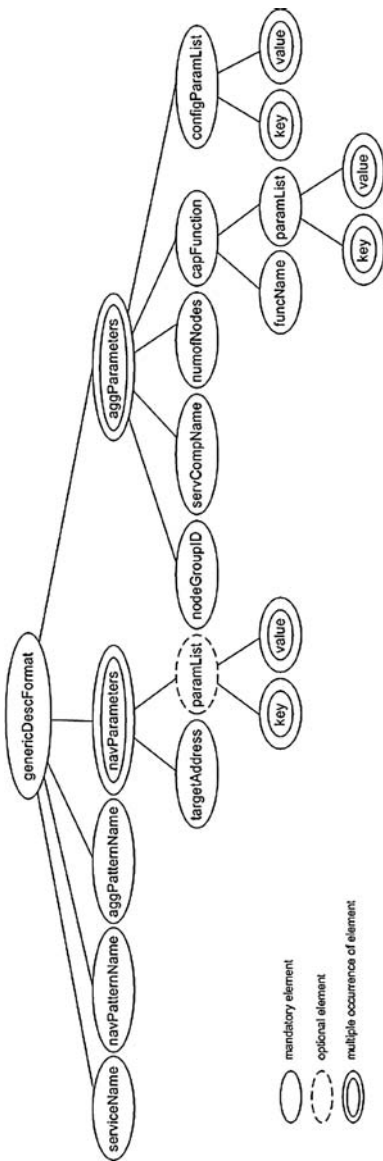 genericDescFormat
serviceName
navPatternName
aggPatternName
navParameters
aggParameters
targetAddress
paramList
nodeGroupID
servCompName
numofNodes
capFunction
configParamList
key
value
funcName
paramList
key
value
key
value
mandatory element
optional element
multiple occurrence of element